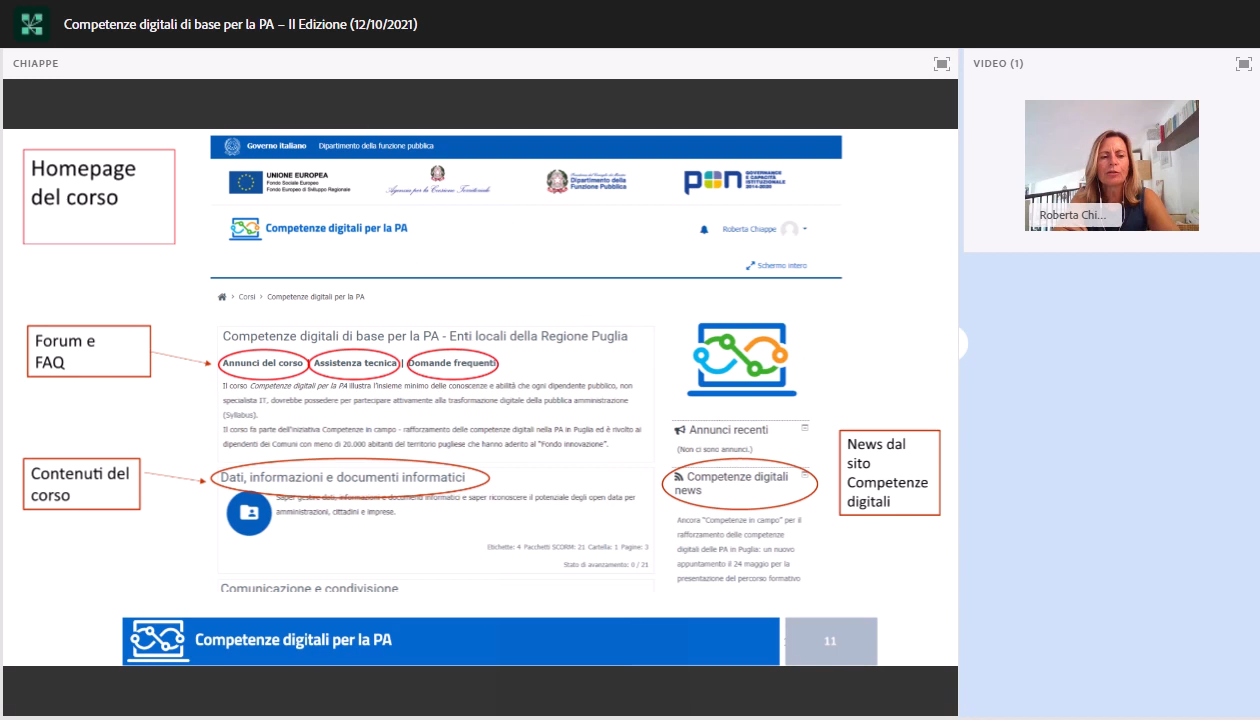 Competenze digitali di base per la PA – II Edizione (12/10/2021)
CHIAPPE
VIDEO (1)
Roberta Chi...
Homepage
del corso
Governo Italiano Dipartimento della funzione pubblica
UNIONE EUROPEA
Fondo Sociale Europeo
Fondo Europeo di Sviluppo Regionale
Agenzia per la Coesione Territoriale
Dipartimento della
Funzione Pubblica
pon GOVERNANCE
E CAPACITÀ
ISTITUZIONALE
2014-2020
Competenze digitali per la PA
Roberta Chiappe
Schermo intero
> Corsi > Competenze digitali per la PA
Forum e
FAQ
Competenze digitali di base per la PA - Enti locali della Regione Puglia
Annunci del corso | Assistenza tecnica | Domande frequenti
Il corso Competenze digitali per la PA illustra l'insieme minimo delle conoscenze e abilità che ogni dipendente pubblico, non
specialista IT, dovrebbe possedere per partecipare attivamente alla trasformazione digitale della pubblica amministrazione
(Syllabus).
Il corso fa parte dell'iniziativa Competenze in campo - rafforzamento delle competenze digitali nella PA in Puglia ed è rivolto ai
dipendenti dei Comuni con meno di 20.000 abitanti del territorio pugliese che hanno aderito al "Fondo innovazione".
Contenuti del
corso
Dati, informazioni e documenti informatici
Saper gestire dati, informazioni e documenti informatici e saper riconoscere il potenziale degli open data per
amministrazioni, cittadini e imprese.
Etichette: 4 Pacchetti SCORM: 21 Cartella: 1 Pagine: 3
Stato di avanzamento: 0 / 21
Comunicazione e condivisione
Annunci recenti
(Non ci sono annunci.)
Competenze digitali
news
Ancora "Competenze in campo" per il
rafforzamento delle competenze
digitali delle PA in Puglia: un nuovo
appuntamento il 24 maggio per la
presentazione del percorso formativo
News dal
sito
Competenze
digitali
Competenze digitali per la PA
11